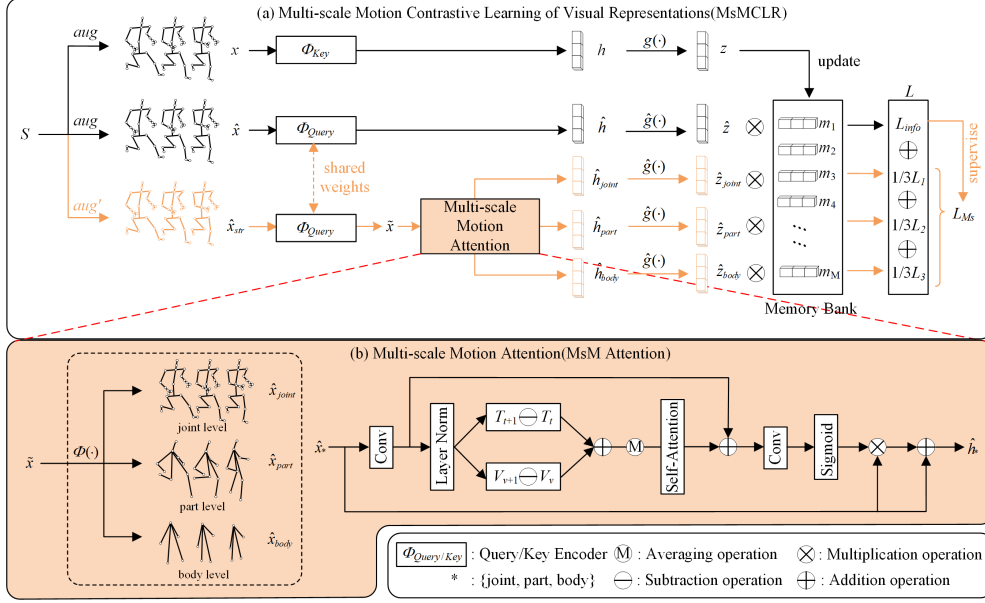 (a) Multi-scale Motion Contrastive Learning of Visual Representations(MsMCLR)
S
aug
x
Φ_Key
h
g(·)
z
update
aug
x̂
Φ_Query
ĥ
ĝ(·)
ẑ
shared
weights
aug'
x̂_str
Φ_Query
x̃
Multi-scale
Motion
Attention
ĥ_joint
ĝ(·)
ẑ_joint
ĥ_part
ĝ(·)
ẑ_part
ĥ_body
ĝ(·)
ẑ_body
m_1
m_2
m_3
m_4
...
...
m_M
Memory Bank
L
L_info
1/3L_1
1/3L_2
1/3L_3
supervise
L_Ms
(b) Multi-scale Motion Attention(MsM Attention)
x̃
Φ(·)
x̂_joint
joint level
x̂_part
part level
x̂_body
body level
x̂_*
Conv
Layer Norm
T_{t+1} ⊖ T_t
V_{v+1} ⊖ V_v
M
Self-Attention
Conv
Sigmoid
ĥ_*
Φ_Query/Key : Query/Key Encoder
M : Averaging operation
⊗ : Multiplication operation
* : {joint, part, body}
⊖ : Subtraction operation
⊕ : Addition operation